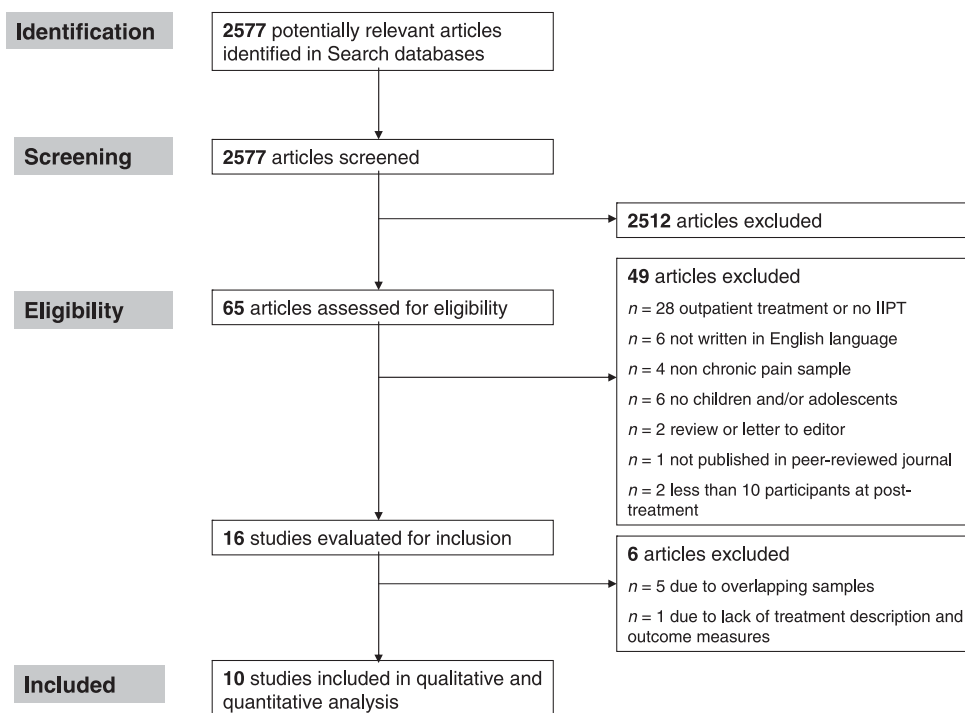 Identification
2577 potentially relevant articles
identified in Search databases
Screening
2577 articles screened
2512 articles excluded
Eligibility
65 articles assessed for eligibility
49 articles excluded
n = 28 outpatient treatment or no IIPT
n = 6 not written in English language
n = 4 non chronic pain sample
n = 6 no children and/or adolescents
n = 2 review or letter to editor
n = 1 not published in peer-reviewed journal
n = 2 less than 10 participants at post-
treatment
16 studies evaluated for inclusion
6 articles excluded
n = 5 due to overlapping samples
n = 1 due to lack of treatment description and
outcome measures
Included
10 studies included in qualitative and
quantitative analysis